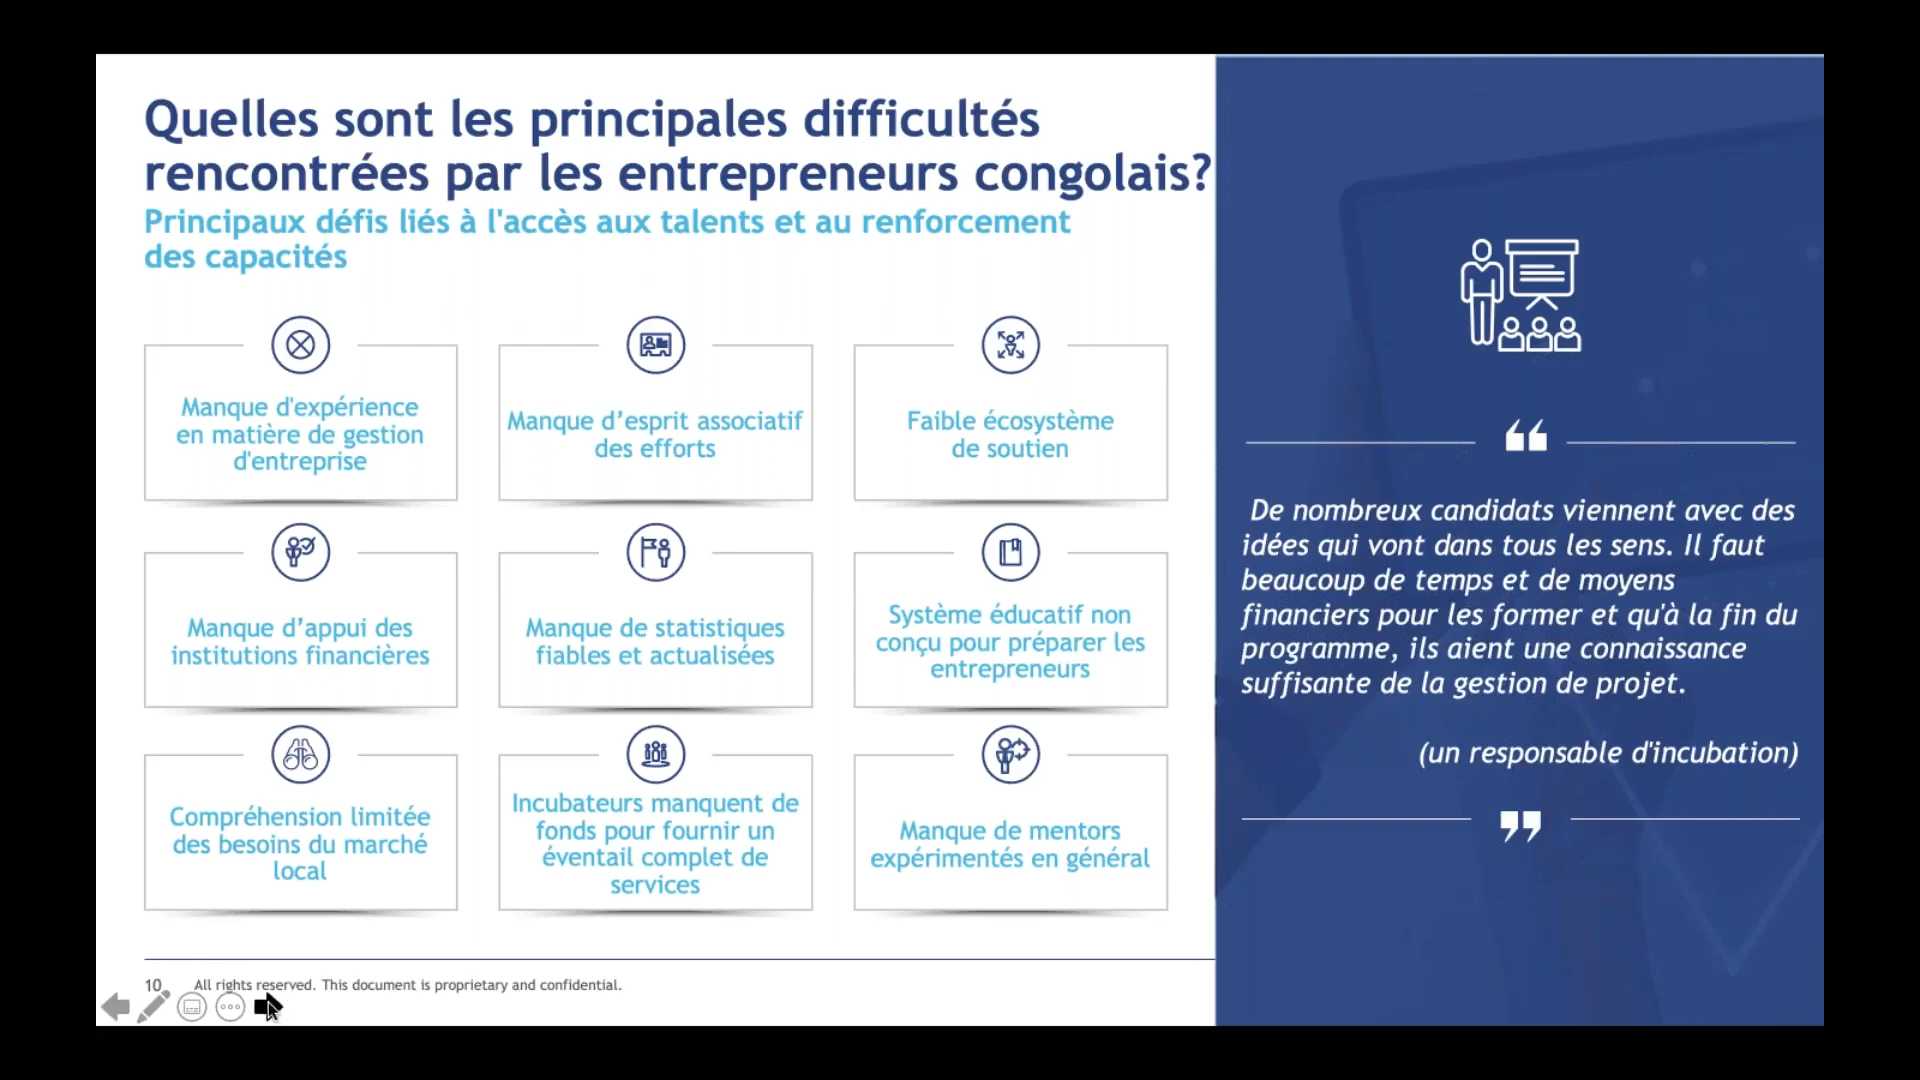 Quelles sont les principales difficultés
rencontrées par les entrepreneurs congolais?
Principaux défis liés à l'accès aux talents et au renforcement
des capacités
Manque d'expérience
en matière de gestion
d'entreprise
Manque d’esprit associatif
des efforts
Faible écosystème
de soutien
Manque d’appui des
institutions financières
Manque de statistiques
fiables et actualisées
Système éducatif non
conçu pour préparer les
entrepreneurs
Compréhension limitée
des besoins du marché
local
Incubateurs manquent de
fonds pour fournir un
éventail complet de
services
Manque de mentors
expérimentés en général
“
De nombreux candidats viennent avec des
idées qui vont dans tous les sens. Il faut
beaucoup de temps et de moyens
financiers pour les former et qu'à la fin du
programme, ils aient une connaissance
suffisante de la gestion de projet.
(un responsable d'incubation)
”
10 All rights reserved. This document is proprietary and confidential.